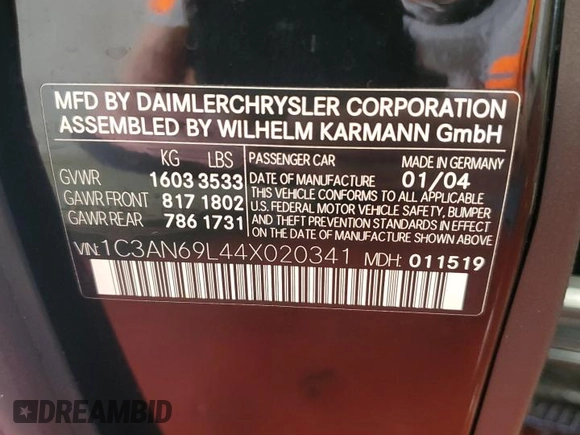 MFD BY DAIMLERCHRYSLER CORPORATION
ASSEMBLED BY WILHELM KARMANN GmbH
KG LBS
GVWR 1603 3533
GAWR FRONT 817 1802
GAWR REAR 786 1731
PASSENGER CAR MADE IN GERMANY
DATE OF MANUFACTURE 01/04
THIS VEHICLE CONFORMS TO ALL APPLICABLE
U.S. FEDERAL MOTOR VEHICLE SAFETY, BUMPER,
AND THEFT PREVENTION STANDARDS IN EFFECT
ON THE DATE OF MANUFACTURE SHOWN ABOVE.
VIN: 1C3AN69L44X020341 MDH: 011519
DREAMBID